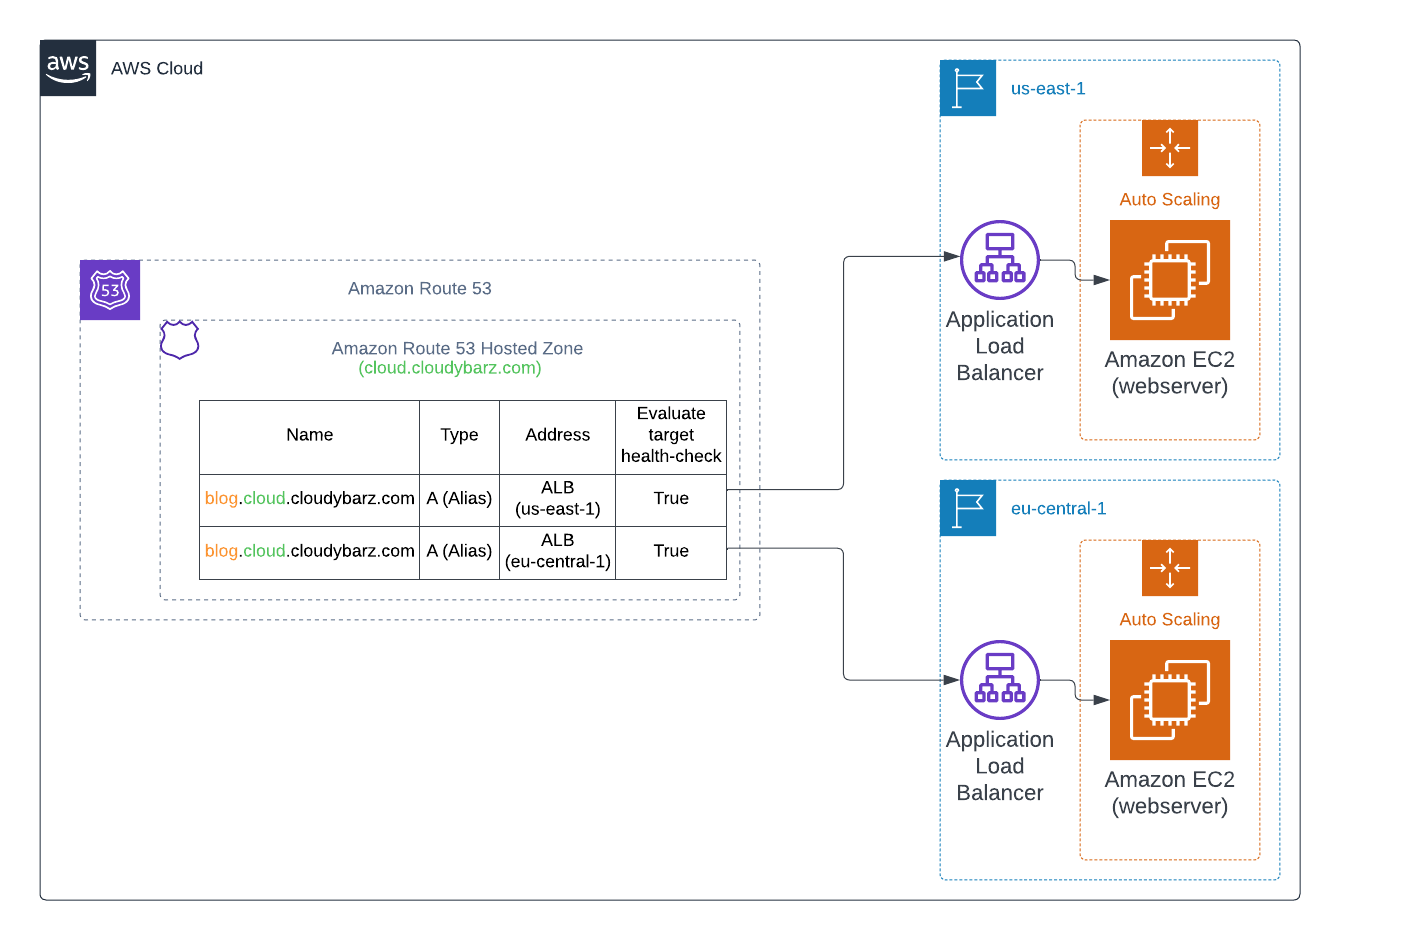 aws
AWS Cloud
us-east-1
Auto Scaling
Application
Load
Balancer
Amazon EC2
(webserver)
53
Amazon Route 53
Amazon Route 53 Hosted Zone
(cloud.cloudybarz.com)
Name
Type
Address
Evaluate
target
health-check
blog.cloud.cloudybarz.com
A (Alias)
ALB
(us-east-1)
True
blog.cloud.cloudybarz.com
A (Alias)
ALB
(eu-central-1)
True
eu-central-1
Auto Scaling
Application
Load
Balancer
Amazon EC2
(webserver)